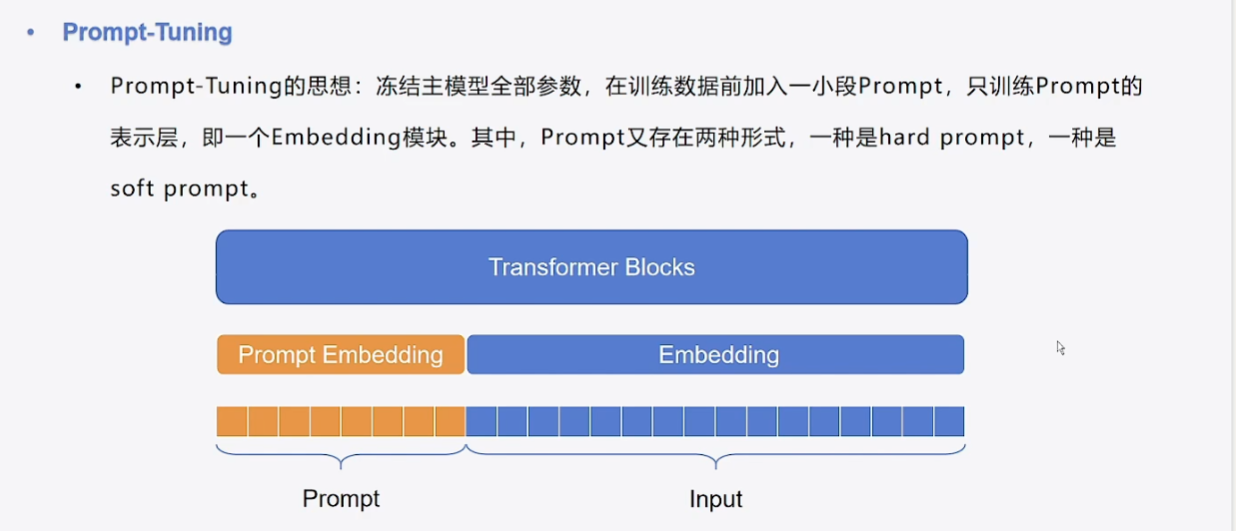 Prompt-Tuning
Prompt-Tuning的思想：冻结主模型全部参数，在训练数据前加入一小段Prompt，只训练Prompt的
表示层，即一个Embedding模块。其中，Prompt又存在两种形式，一种是hard prompt，一种是
soft prompt。
Transformer Blocks
Prompt Embedding
Embedding
Prompt
Input